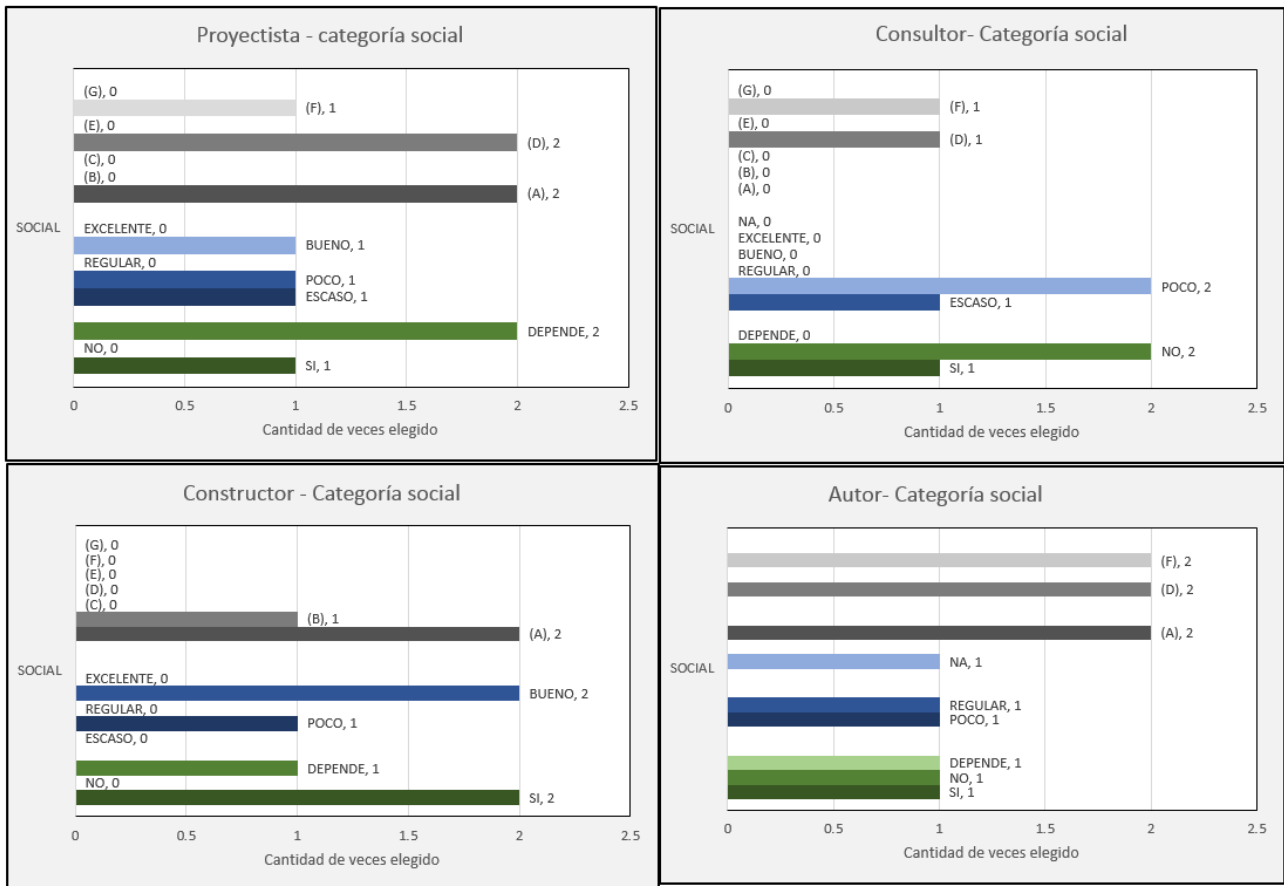 Proyectista - categoría social
(G), 0
(F), 1
(E), 0
(D), 2
(C), 0
(B), 0
(A), 2
SOCIAL
EXCELENTE, 0
BUENO, 1
REGULAR, 0
POCO, 1
ESCASO, 1
DEPENDE, 2
NO, 0
SI, 1
0 0.5 1 1.5 2 2.5
Cantidad de veces elegido
Consultor- Categoría social
(G), 0
(F), 1
(E), 0
(D), 1
(C), 0
(B), 0
(A), 0
SOCIAL
NA, 0
EXCELENTE, 0
BUENO, 0
REGULAR, 0
POCO, 2
ESCASO, 1
DEPENDE, 0
NO, 2
SI, 1
0 0.5 1 1.5 2 2.5
Cantidad de veces elegido
Constructor - Categoría social
(G), 0
(F), 0
(E), 0
(D), 0
(C), 0
(B), 1
(A), 2
SOCIAL
EXCELENTE, 0
BUENO, 2
REGULAR, 0
POCO, 1
ESCASO, 0
DEPENDE, 1
NO, 0
SI, 2
0 0.5 1 1.5 2 2.5
Cantidad de veces elegido
Autor- Categoría social
(F), 2
(D), 2
(A), 2
NA, 1
SOCIAL
REGULAR, 1
POCO, 1
DEPENDE, 1
NO, 1
SI, 1
0 0.5 1 1.5 2 2.5
Cantidad de veces elegido